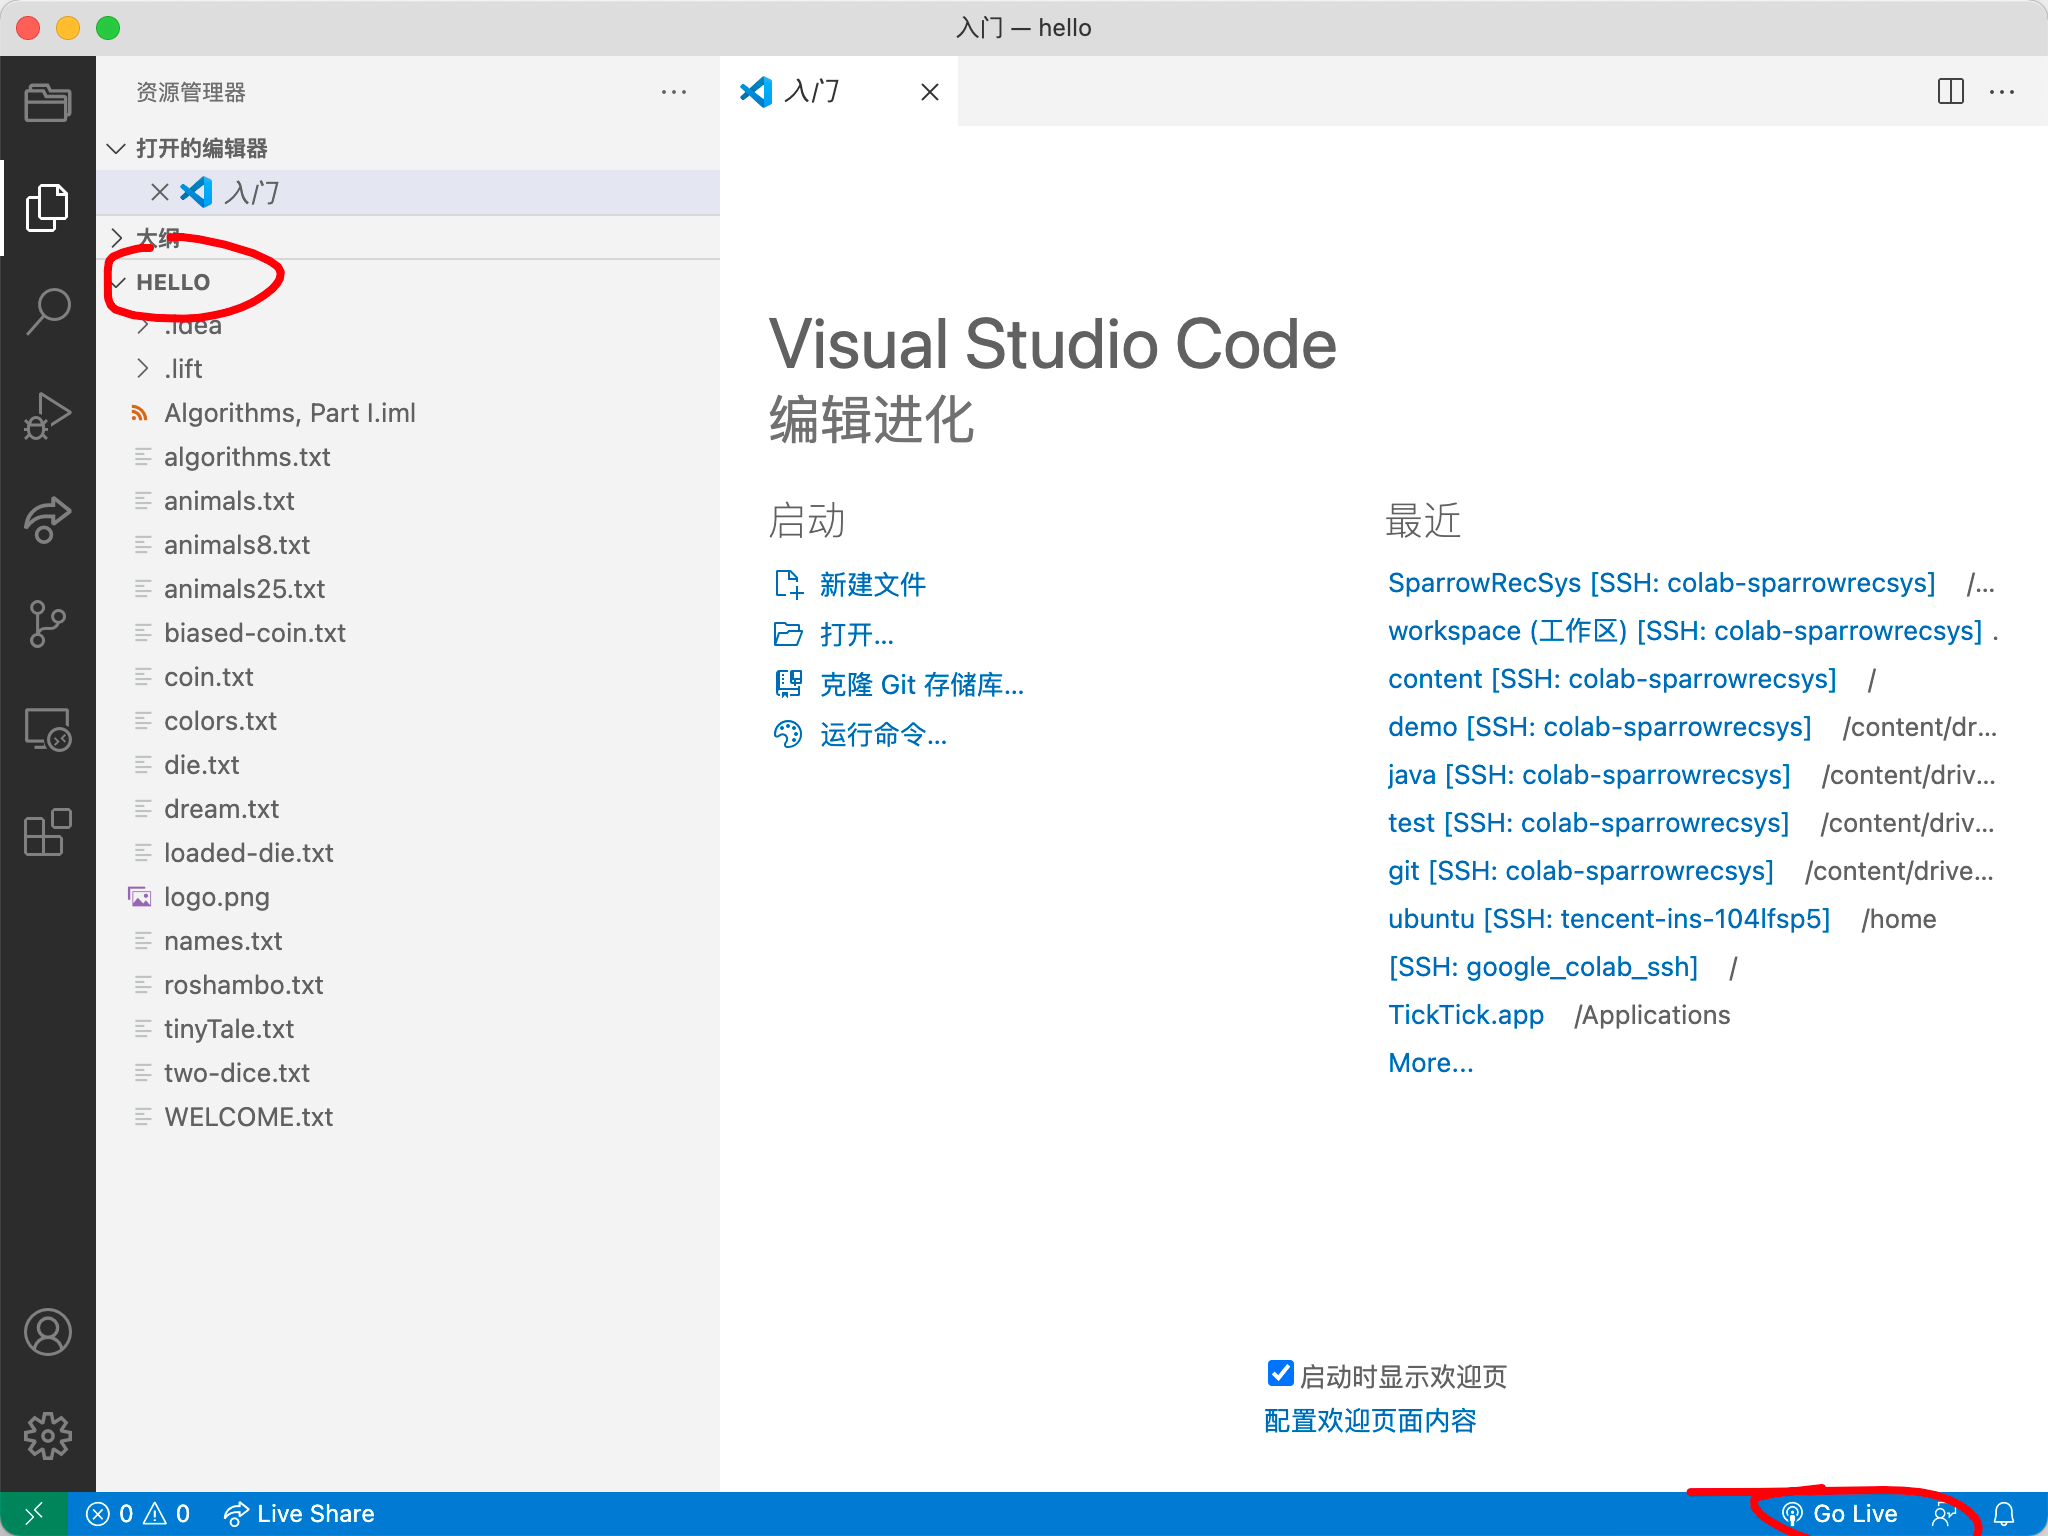 入门 — hello
资源管理器
打开的编辑器
入门
大纲
HELLO
.idea
.lift
Algorithms, Part I.iml
algorithms.txt
animals.txt
animals8.txt
animals25.txt
biased-coin.txt
coin.txt
colors.txt
die.txt
dream.txt
loaded-die.txt
logo.png
names.txt
roshambo.txt
tinyTale.txt
two-dice.txt
WELCOME.txt
入门
Visual Studio Code
编辑进化
启动
新建文件
打开...
克隆 Git 存储库...
运行命令...
最近
SparrowRecSys [SSH: colab-sparrowrecsys] /...
workspace (工作区) [SSH: colab-sparrowrecsys] .
content [SSH: colab-sparrowrecsys] /
demo [SSH: colab-sparrowrecsys] /content/dr...
java [SSH: colab-sparrowrecsys] /content/driv...
test [SSH: colab-sparrowrecsys] /content/driv...
git [SSH: colab-sparrowrecsys] /content/drive...
ubuntu [SSH: tencent-ins-104lfsp5] /home
[SSH: google_colab_ssh] /
TickTick.app /Applications
More...
启动时显示欢迎页
配置欢迎页面内容
0 0 Live Share
Go Live